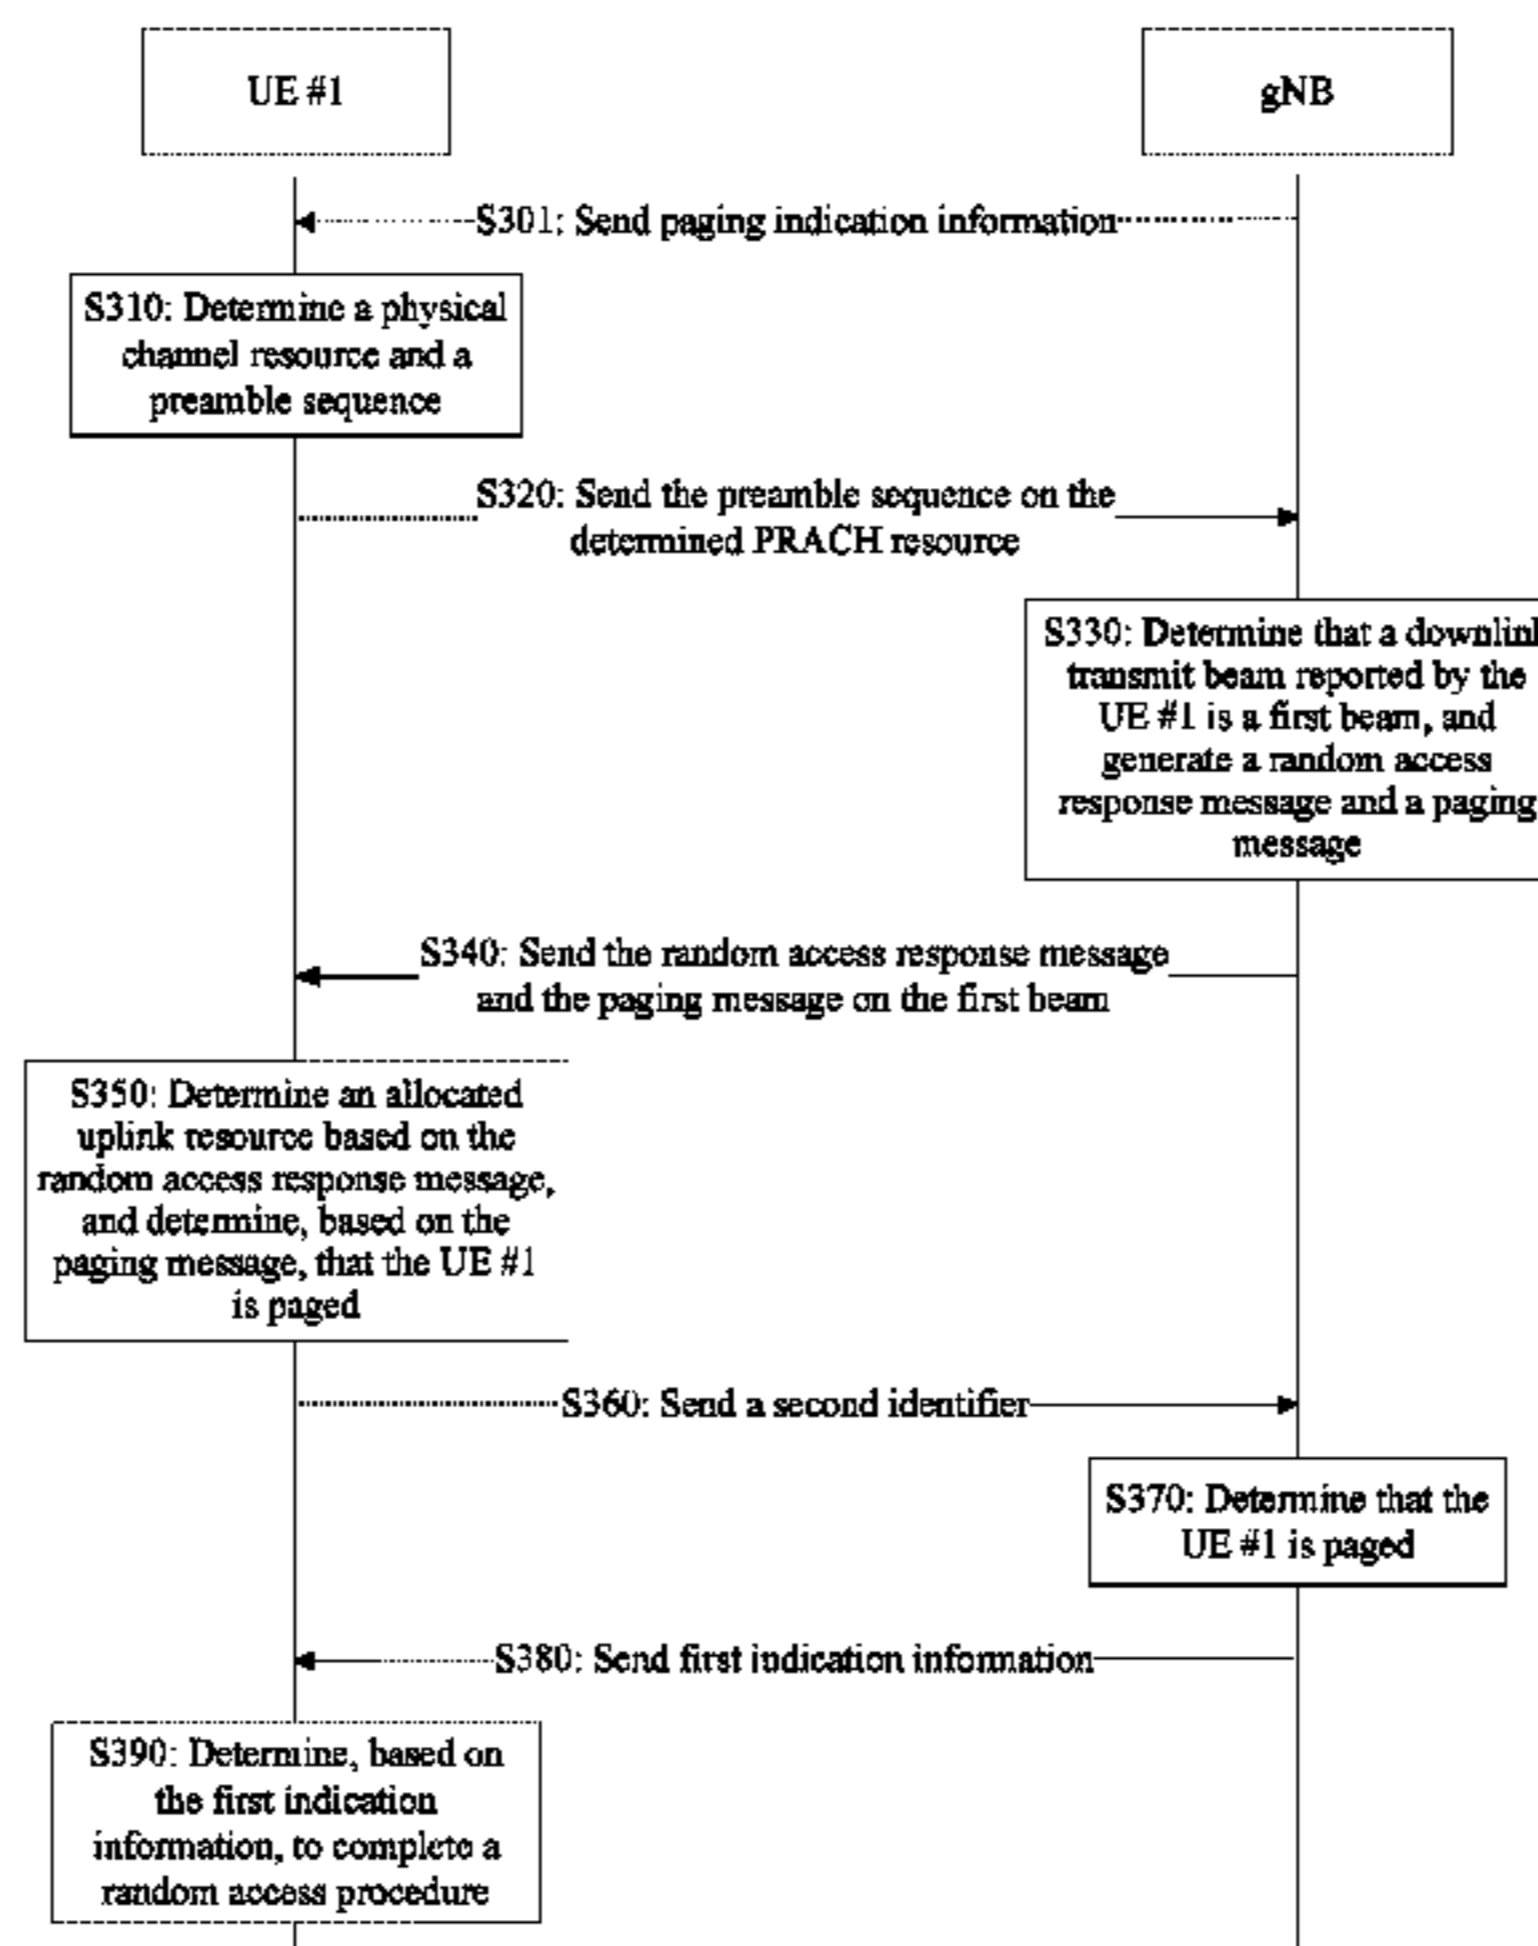 UE #1
gNB
S301: Send paging indication information
S310: Determine a physical
channel resource and a
preamble sequence
S320: Send the preamble sequence on the
determined PRACH resource
S330: Determine that a downlink
transmit beam reported by the
UE #1 is a first beam, and
generate a random access
response message and a paging
message
S340: Send the random access response message
and the paging message on the first beam
S350: Determine an allocated
uplink resource based on the
random access response message,
and determine, based on the
paging message, that the UE #1
is paged
S360: Send a second identifier
S370: Determine that the
UE #1 is paged
S380: Send first indication information
S390: Determine, based on
the first indication
information, to complete a
random access procedure